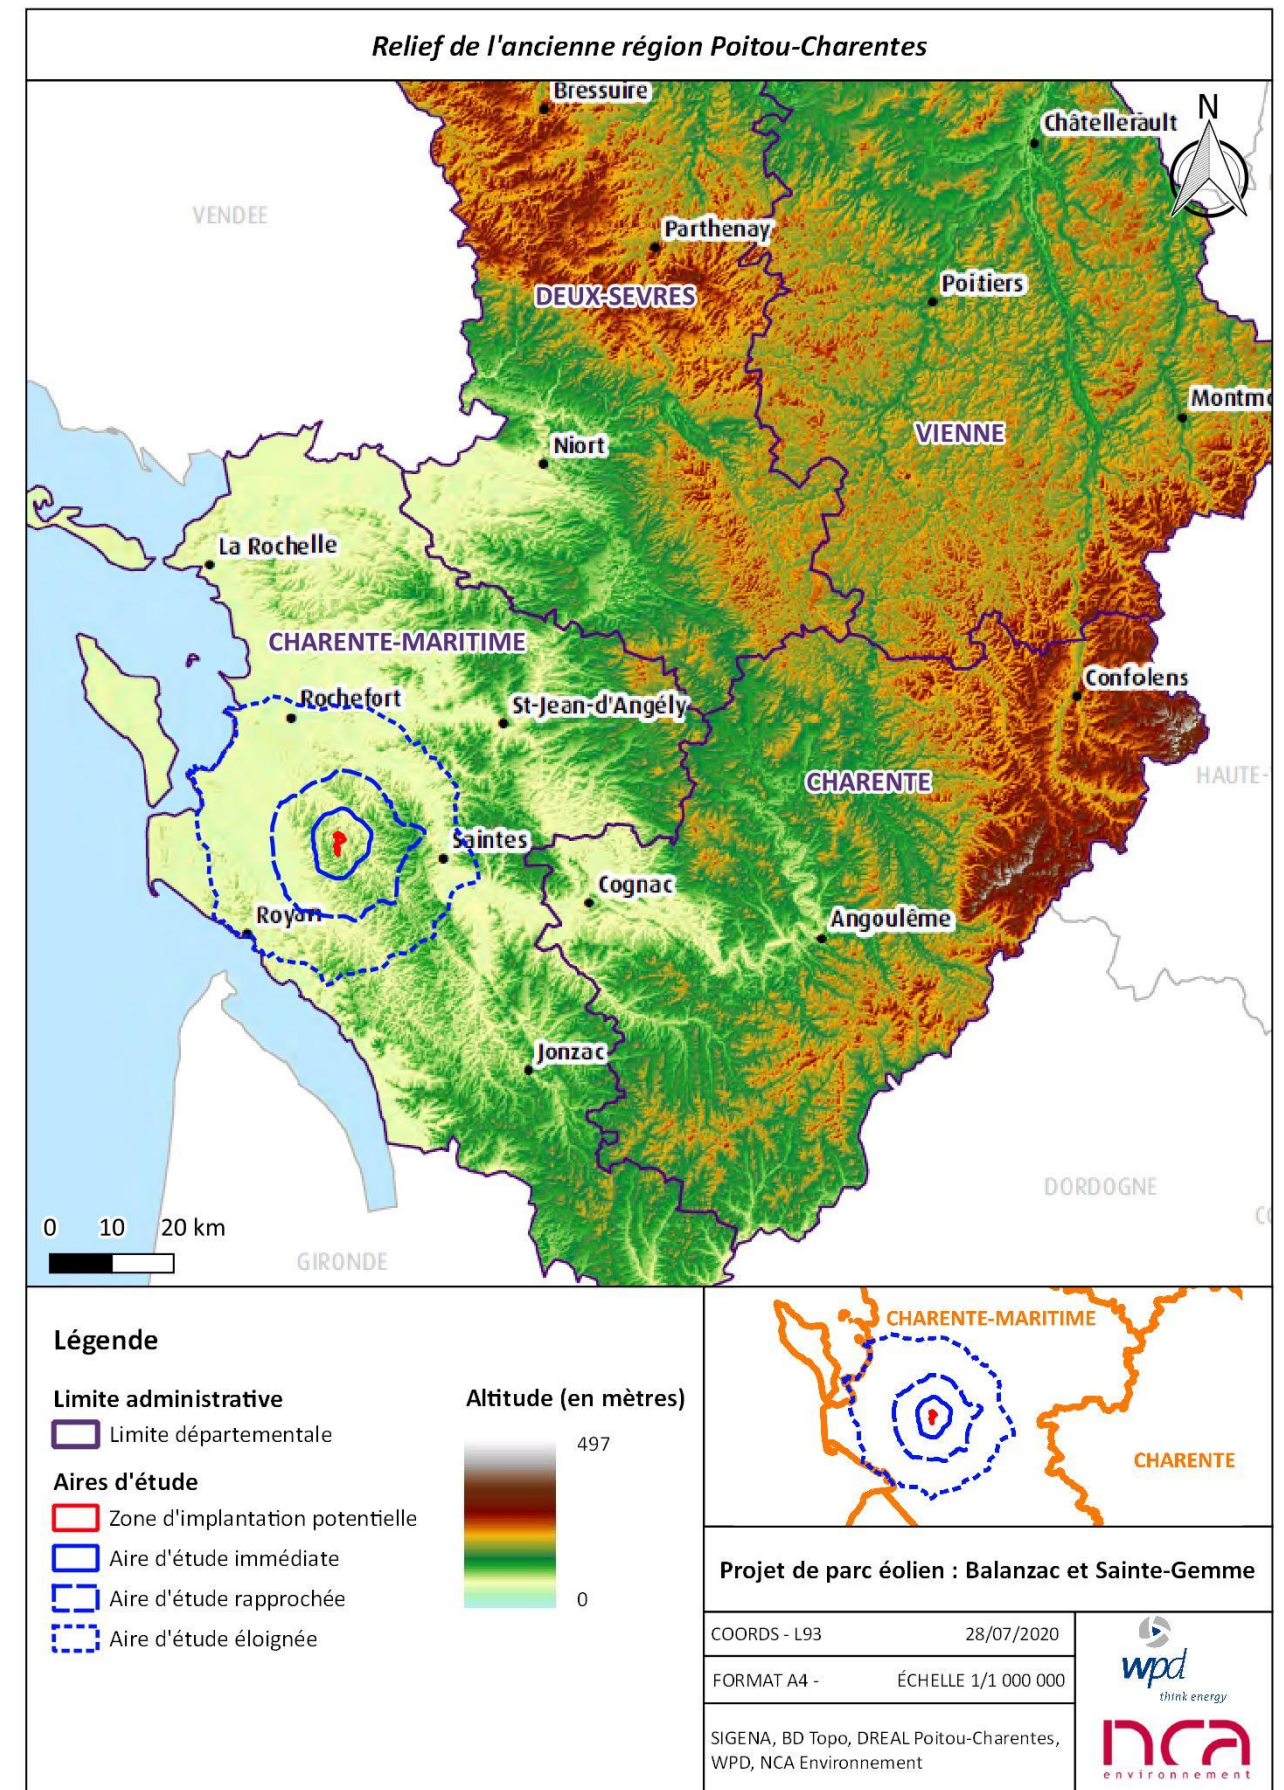 Relief de l'ancienne région Poitou-Charentes
Bressuire
Châtellerault
N
VENDEE
Parthenay
DEUX-SEVRES
Poitiers
Montmo
VIENNE
Niort
La Rochelle
CHARENTE-MARITIME
Rochefort
St-Jean-d'Angély
Confolens
CHARENTE
HAUTE-
Saintes
Cognac
Royan
Angoulême
Jonzac
DORDOGNE
0 10 20 km
GIRONDE
Légende
Limite administrative
Limite départementale
Aires d'étude
Zone d'implantation potentielle
Aire d'étude immédiate
Aire d'étude rapprochée
Aire d'étude éloignée
Altitude (en mètres)
497
0
CHARENTE-MARITIME
CHARENTE
Projet de parc éolien : Balanzac et Sainte-Gemme
COORDS - L93 28/07/2020
FORMAT A4 - ÉCHELLE 1/1 000 000
SIGENA, BD Topo, DREAL Poitou-Charentes,
WPD, NCA Environnement
wpd
think energy
nca
environnement